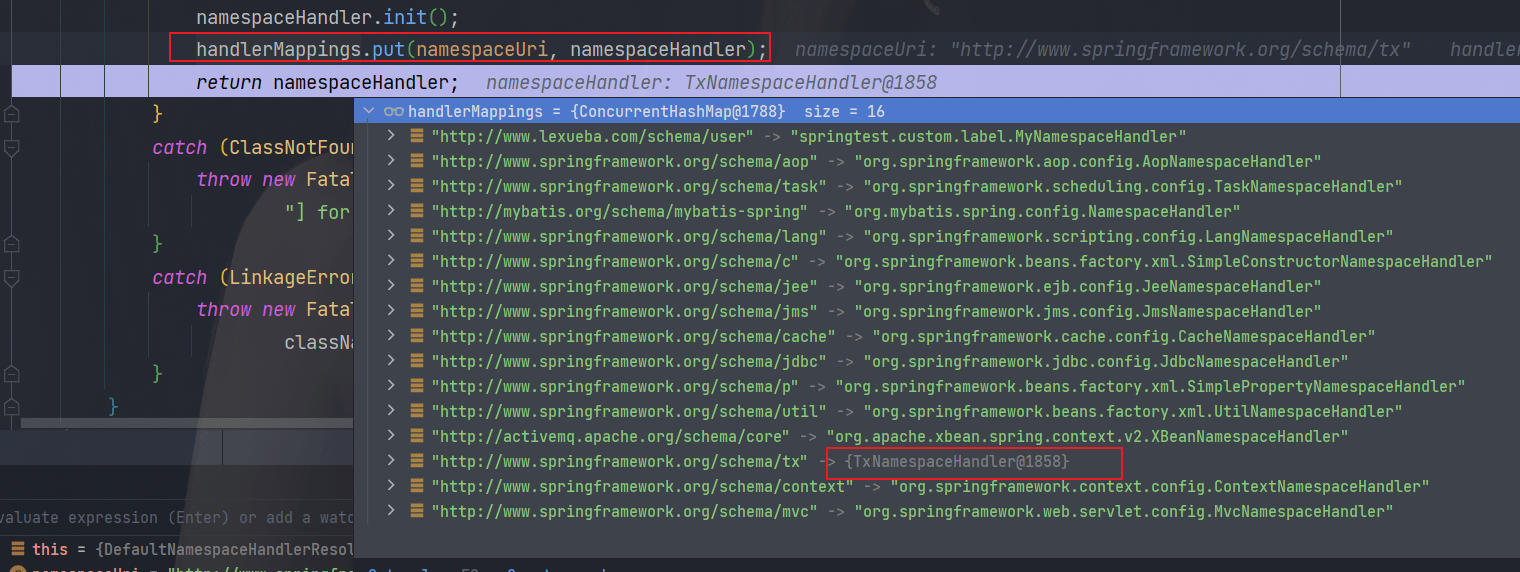 namespaceHandler.init();
handlerMappings.put(namespaceUri, namespaceHandler); namespaceUri: "http://www.springframework.org/schema/tx" handler
return namespaceHandler; namespaceHandler: TxNamespaceHandler@1858
}
handlerMappings = {ConcurrentHashMap@1788} size = 16
"http://www.lexueba.com/schema/user" -> "springtest.custom.label.MyNamespaceHandler"
catch (ClassNotFour
"http://www.springframework.org/schema/aop" -> "org.springframework.aop.config.AopNamespaceHandler"
throw new Fatal
"http://www.springframework.org/schema/task" -> "org.springframework.scheduling.config.TaskNamespaceHandler"
"] for
"http://mybatis.org/schema/mybatis-spring" -> "org.mybatis.spring.config.NamespaceHandler"
}
"http://www.springframework.org/schema/lang" -> "org.springframework.scripting.config.LangNamespaceHandler"
"http://www.springframework.org/schema/c" -> "org.springframework.beans.factory.xml.SimpleConstructorNamespaceHandler"
catch (LinkageError
"http://www.springframework.org/schema/jee" -> "org.springframework.ejb.config.JeeNamespaceHandler"
throw new Fatal
"http://www.springframework.org/schema/jms" -> "org.springframework.jms.config.JmsNamespaceHandler"
classNa
"http://www.springframework.org/schema/cache" -> "org.springframework.cache.config.CacheNamespaceHandler"
"http://www.springframework.org/schema/jdbc" -> "org.springframework.jdbc.config.JdbcNamespaceHandler"
}
"http://www.springframework.org/schema/p" -> "org.springframework.beans.factory.xml.SimplePropertyNamespaceHandler"
}
"http://www.springframework.org/schema/util" -> "org.springframework.beans.factory.xml.UtilNamespaceHandler"
"http://activemq.apache.org/schema/core" -> "org.apache.xbean.spring.context.v2.XBeanNamespaceHandler"
"http://www.springframework.org/schema/tx" -> {TxNamespaceHandler@1858}
"http://www.springframework.org/schema/context" -> "org.springframework.context.config.ContextNamespaceHandler"
"http://www.springframework.org/schema/mvc" -> "org.springframework.web.servlet.config.MvcNamespaceHandler"
valuate expression (Enter) or add a watc
this = {DefaultNamespaceHandlerResol